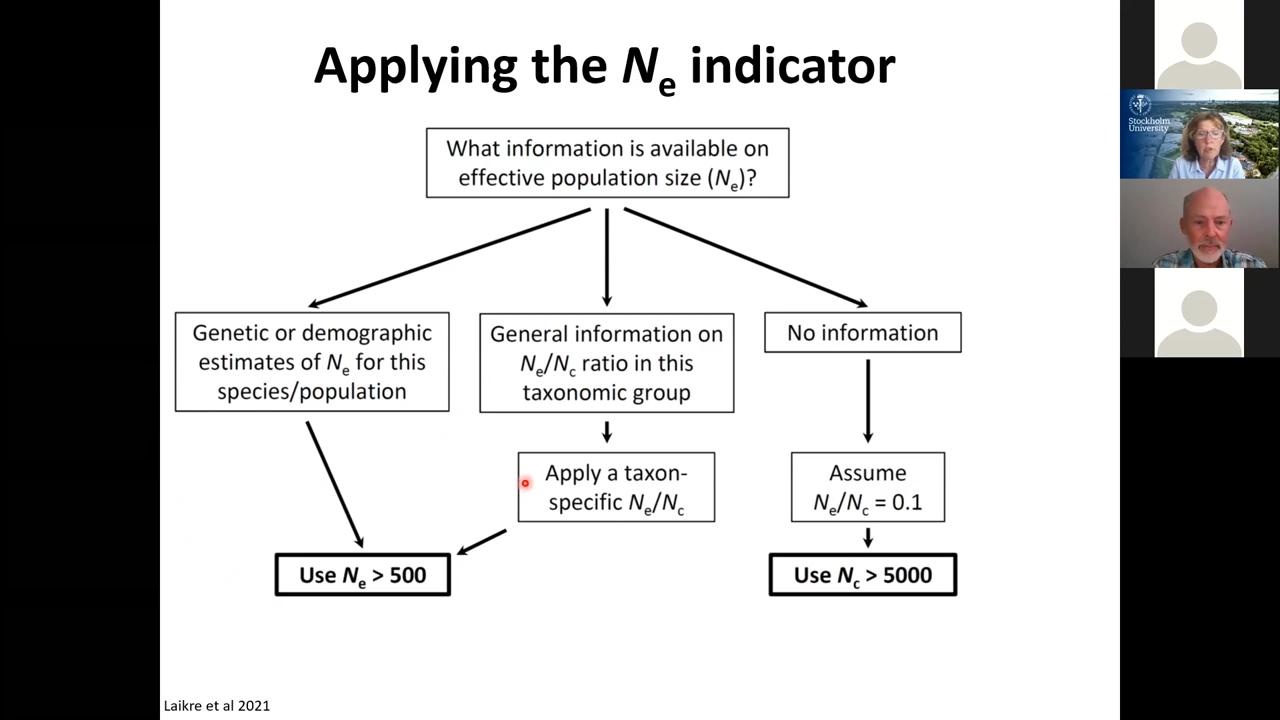 Applying the Ne indicator
What information is available on
effective population size (Ne)?
Genetic or demographic
estimates of Ne for this
species/population
General information on
Ne/Nc ratio in this
taxonomic group
No information
Apply a taxon-
specific Ne/Nc
Assume
Ne/Nc = 0.1
Use Ne > 500
Use Nc > 5000
Laikre et al 2021
Stockholm
University